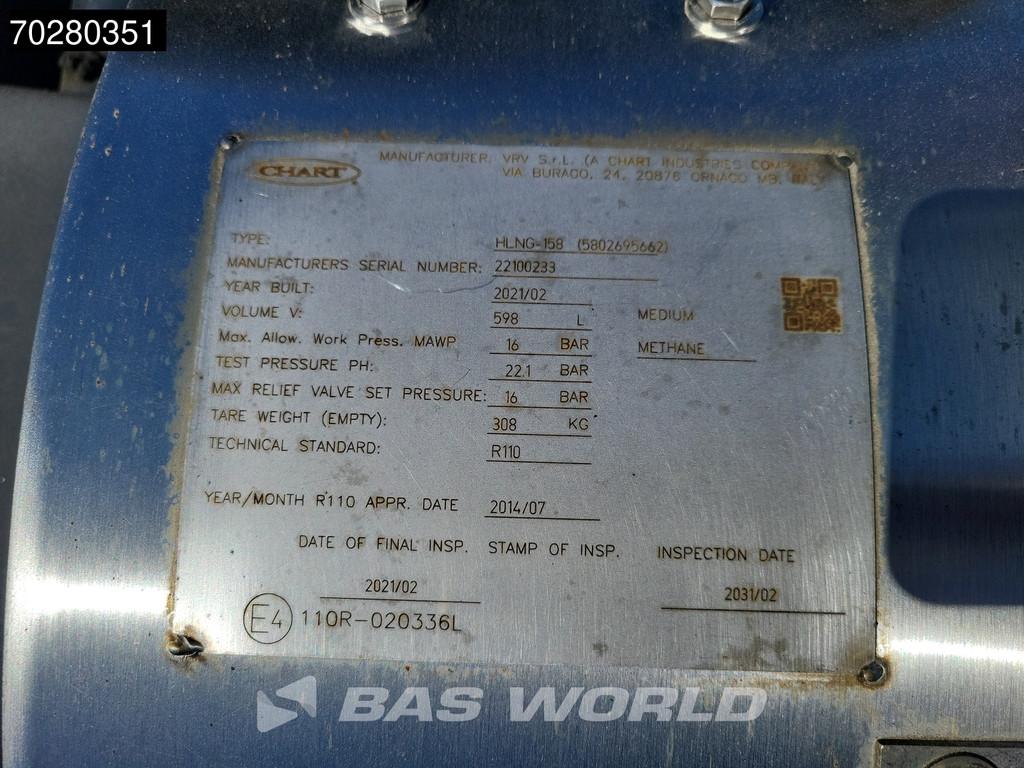 70280351
CHART
MANUFACTURER: VRV S.r.L. (A CHART INDUSTRIES COMPANY)
VIA BURAGO, 24, 20876 ORNAGO MB, ITALY
TYPE: HLNG-158 (5802695662)
MANUFACTURERS SERIAL NUMBER: 22100233
YEAR BUILT: 2021/02
VOLUME V: 598 L MEDIUM
Max. Allow. Work Press. MAWP 16 BAR METHANE
TEST PRESSURE PH: 22.1 BAR
MAX RELIEF VALVE SET PRESSURE: 16 BAR
TARE WEIGHT (EMPTY): 308 KG
TECHNICAL STANDARD: R110
YEAR/MONTH R110 APPR. DATE 2014/07
DATE OF FINAL INSP. STAMP OF INSP. INSPECTION DATE
2021/02 2031/02
E4 110R-020336L
BAS WORLD